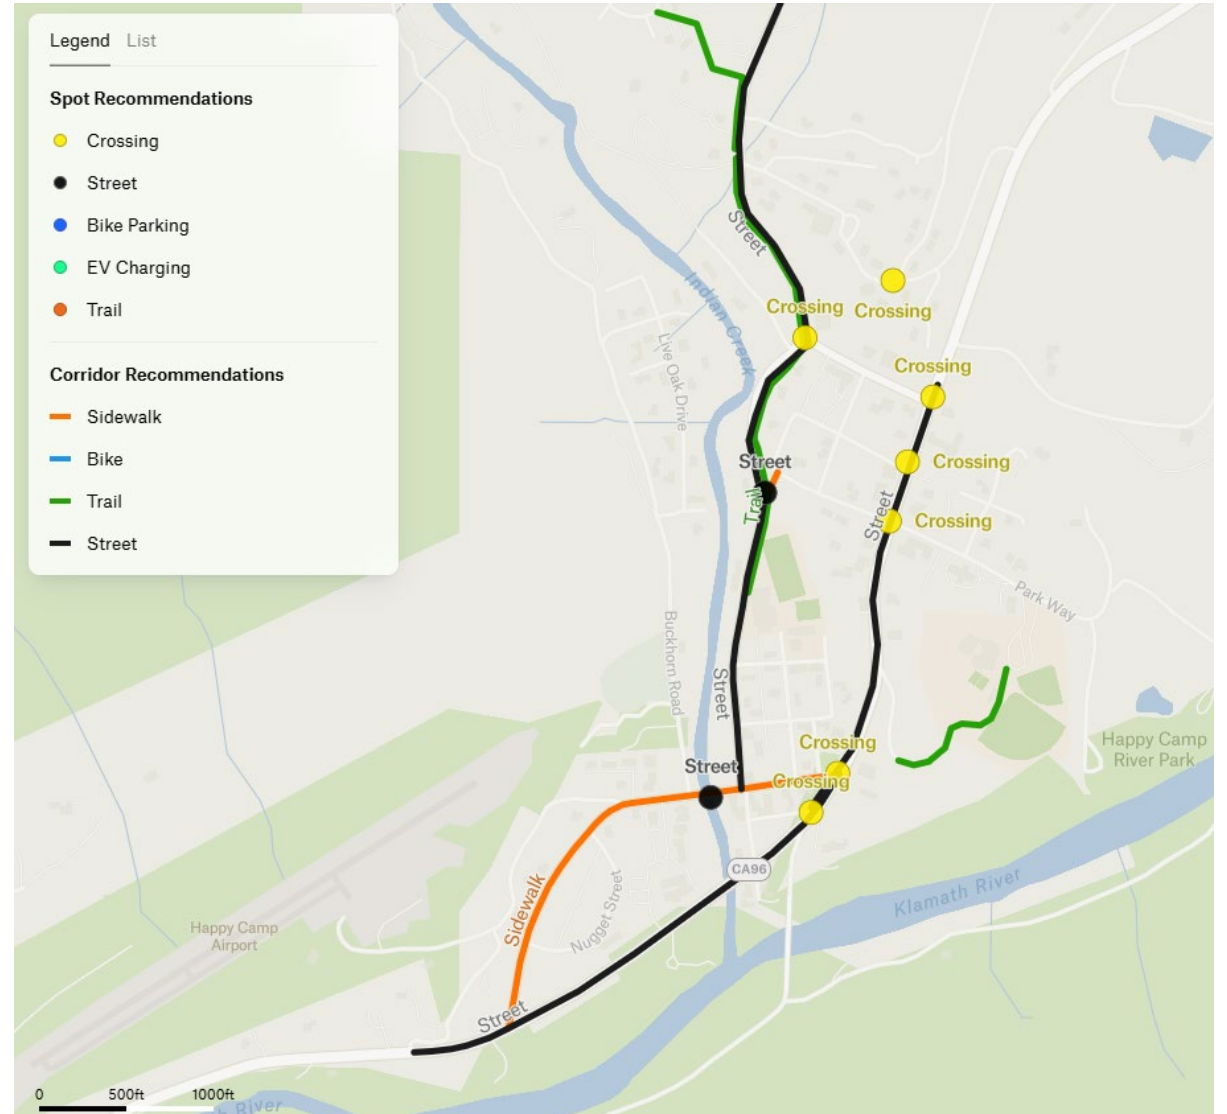 Legend List
Spot Recommendations
Crossing
Street
Bike Parking
EV Charging
Trail
Corridor Recommendations
Sidewalk
Bike
Trail
Street
Street
Indian Creek
Crossing
Crossing
Live Oak Drive
Crossing
Street
Crossing
Trail
Street
Crossing
Park Way
Buckhorn Road
Street
Crossing
Happy Camp
River Park
Street
Crossing
CA96
Klamath River
Sidewalk
Nugget Street
Happy Camp
Airport
Street
0 500ft 1000ft
River